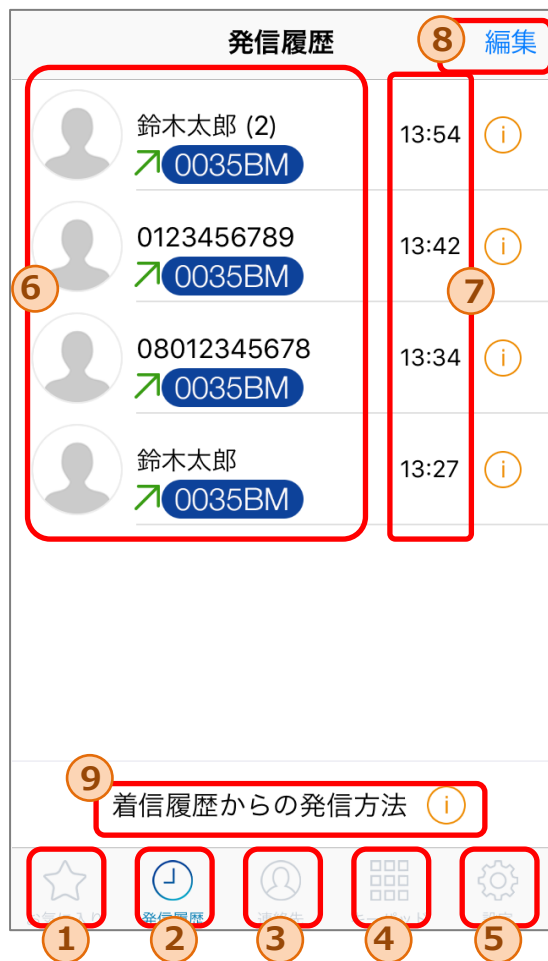 発信履歴
⑧ 編集
鈴木太郎 (2)
0035BM
13:54
0123456789
0035BM
13:42
⑥
⑦
08012345678
0035BM
13:34
鈴木太郎
0035BM
13:27
⑨
着信履歴からの発信方法
発信履歴
① ② ③ ④ ⑤